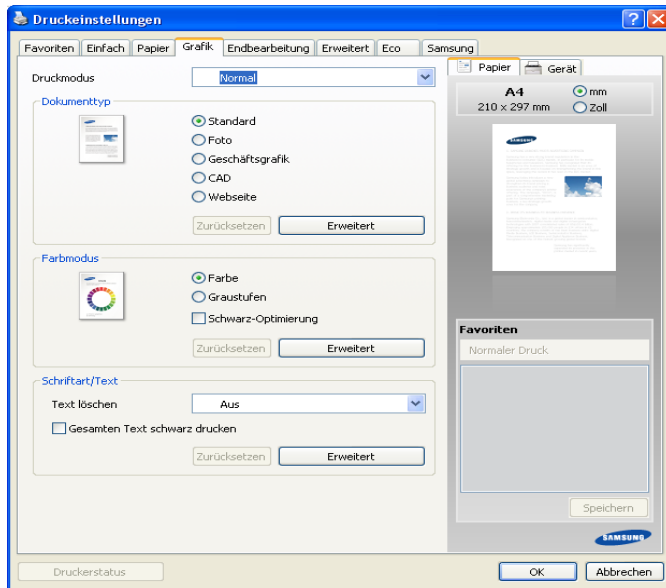 Druckeinstellungen
Favoriten Einfach Papier Grafik Endbearbeitung Erweitert Eco Samsung
Druckmodus Normal
Dokumenttyp
Standard
Foto
Geschäftsgrafik
CAD
Webseite
Zurücksetzen Erweitert
Farbmodus
Farbe
Graustufen
Schwarz-Optimierung
Zurücksetzen Erweitert
Schriftart/Text
Text löschen Aus
Gesamten Text schwarz drucken
Zurücksetzen Erweitert
Papier Gerät
A4
210 x 297 mm
mm
Zoll
SAMSUNG
Favoriten
Normaler Druck
Speichern
SAMSUNG
Druckerstatus OK Abbrechen